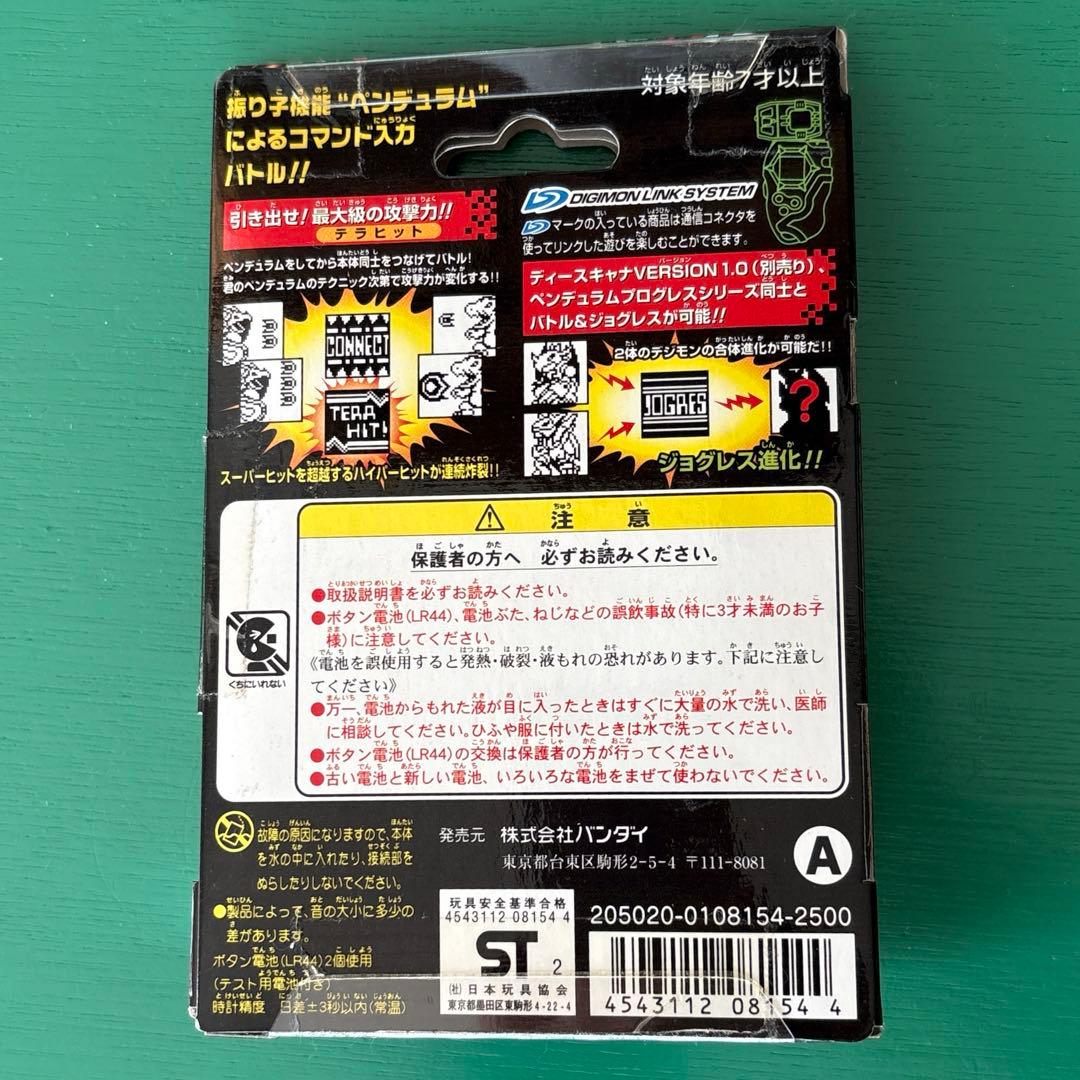 対象年齢7才以上
振り子機能“ペンデュラム”
によるコマンド入力
バトル!!
引き出せ!最大級の攻撃力!!
テラヒット
ペンデュラムをしてから本体同士をつなげてバトル!
君のペンデュラムのテクニック次第で攻撃力が変化する!!
CONNECT
TERA
HIT!
スーパーヒットを超越するハイパーヒットが連続炸裂!!
DIGIMON LINK SYSTEM
マークの入っている商品は通信コネクタを
使ってリンクした遊びを楽しむことができます。
ディースキャナVERSION 1.0(別売り)、
ペンデュラムプログレスシリーズ同士と
バトル&ジョグレスが可能!!
2体のデジモンの合体進化が可能だ!!
JOGRES
?
ジョグレス進化!!
注意
保護者の方へ 必ずお読みください。
●取扱説明書を必ずお読みください。
●ボタン電池(LR44)、電池ぶた、ねじなどの誤飲事故(特に3才未満のお子
様)に注意してください。
《電池を誤使用すると発熱・破裂・液もれの恐れがあります。下記に注意し
てください》
●万一、電池からもれた液が目に入ったときはすぐに大量の水で洗い、医師
に相談してください。ひふや服に付いたときは水で洗ってください。
●ボタン電池(LR44)の交換は保護者の方が行ってください。
●古い電池と新しい電池、いろいろな電池をまぜて使わないでください。
くちにいれない
故障の原因になりますので、本体
を水の中に入れたり、接続部を
ぬらしたりしないでください。
●製品によって、音の大小に多少の
差があります。
ボタン電池(LR44)2個使用
(テスト用電池付き)
時計精度 日差±3秒以内(常温)
発売元 株式会社バンダイ
東京都台東区駒形2-5-4 〒111-8081
A
玩具安全基準合格
4543112 08154 4
ST 2
(社)日本玩具協会
東京都墨田区東駒形4-22-4
205020-0108154-2500
4543112 081544